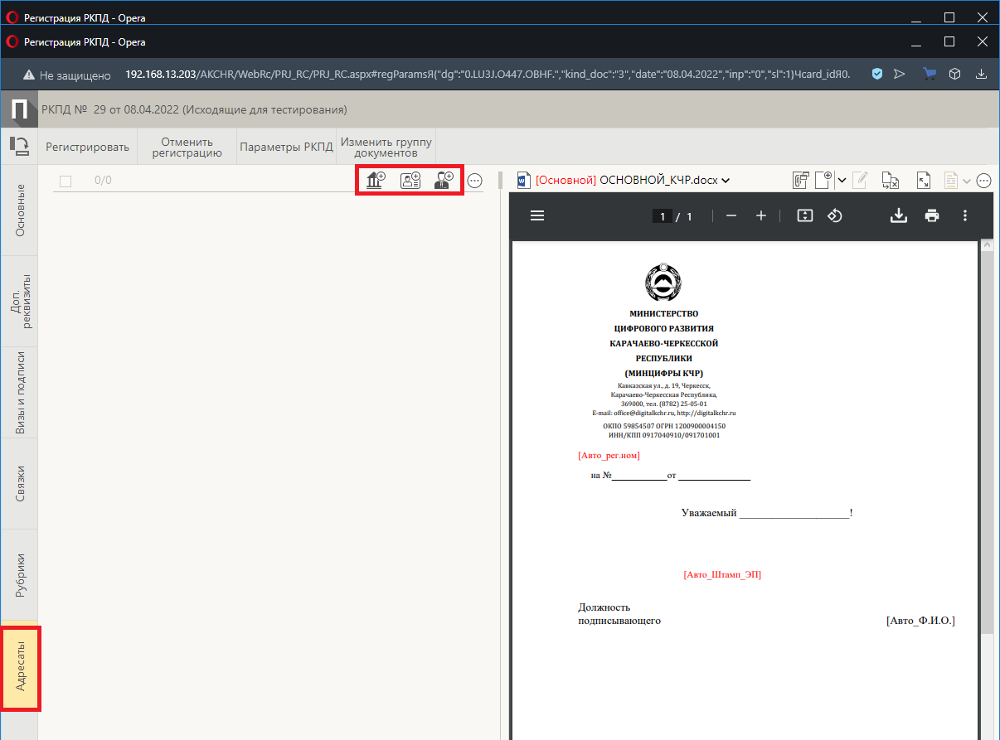 Регистрация РКПД - Opera
Регистрация РКПД - Opera
Не защищено 192.168.13.203/AKCHR/WebRc/PRJ_RC/PRJ_RC.aspx#regParamsЯ{"dg":"0.LU3J.O447.OBHF.","kind_doc":"3","date":"08.04.2022","inp":"0","sl":1}Чcard_idЯ0.
П РКПД № 29 от 08.04.2022 (Исходящие для тестирования)
Регистрировать
Отменить
регистрацию
Параметры РКПД
Изменить группу
документов
0/0
[Основной] ОСНОВНОЙ_КЧР.docx
Основные
Доп.
реквизиты
Визы и подписи
Связки
Рубрики
Адресаты
1 / 1
МИНИСТЕРСТВО
ЦИФРОВОГО РАЗВИТИЯ
КАРАЧАЕВО-ЧЕРКЕССКОЙ
РЕСПУБЛИКИ
(МИНЦИФРЫ КЧР)
Кавказская ул., д. 19, Черкесск,
Карачаево-Черкесская Республика,
369000, тел. (8782) 25-05-01
E-mail: office@digitalkchr.ru, http://digitalkchr.ru
ОКПО 59854507 ОГРН 1200900004150
ИНН/КПП 0917040910/091701001
[Авто_рег.ном]
на №____________от ________________
Уважаемый _____________________!
[Авто_Штамп_ЭП]
Должность
подписывающего [Авто_Ф.И.О.]